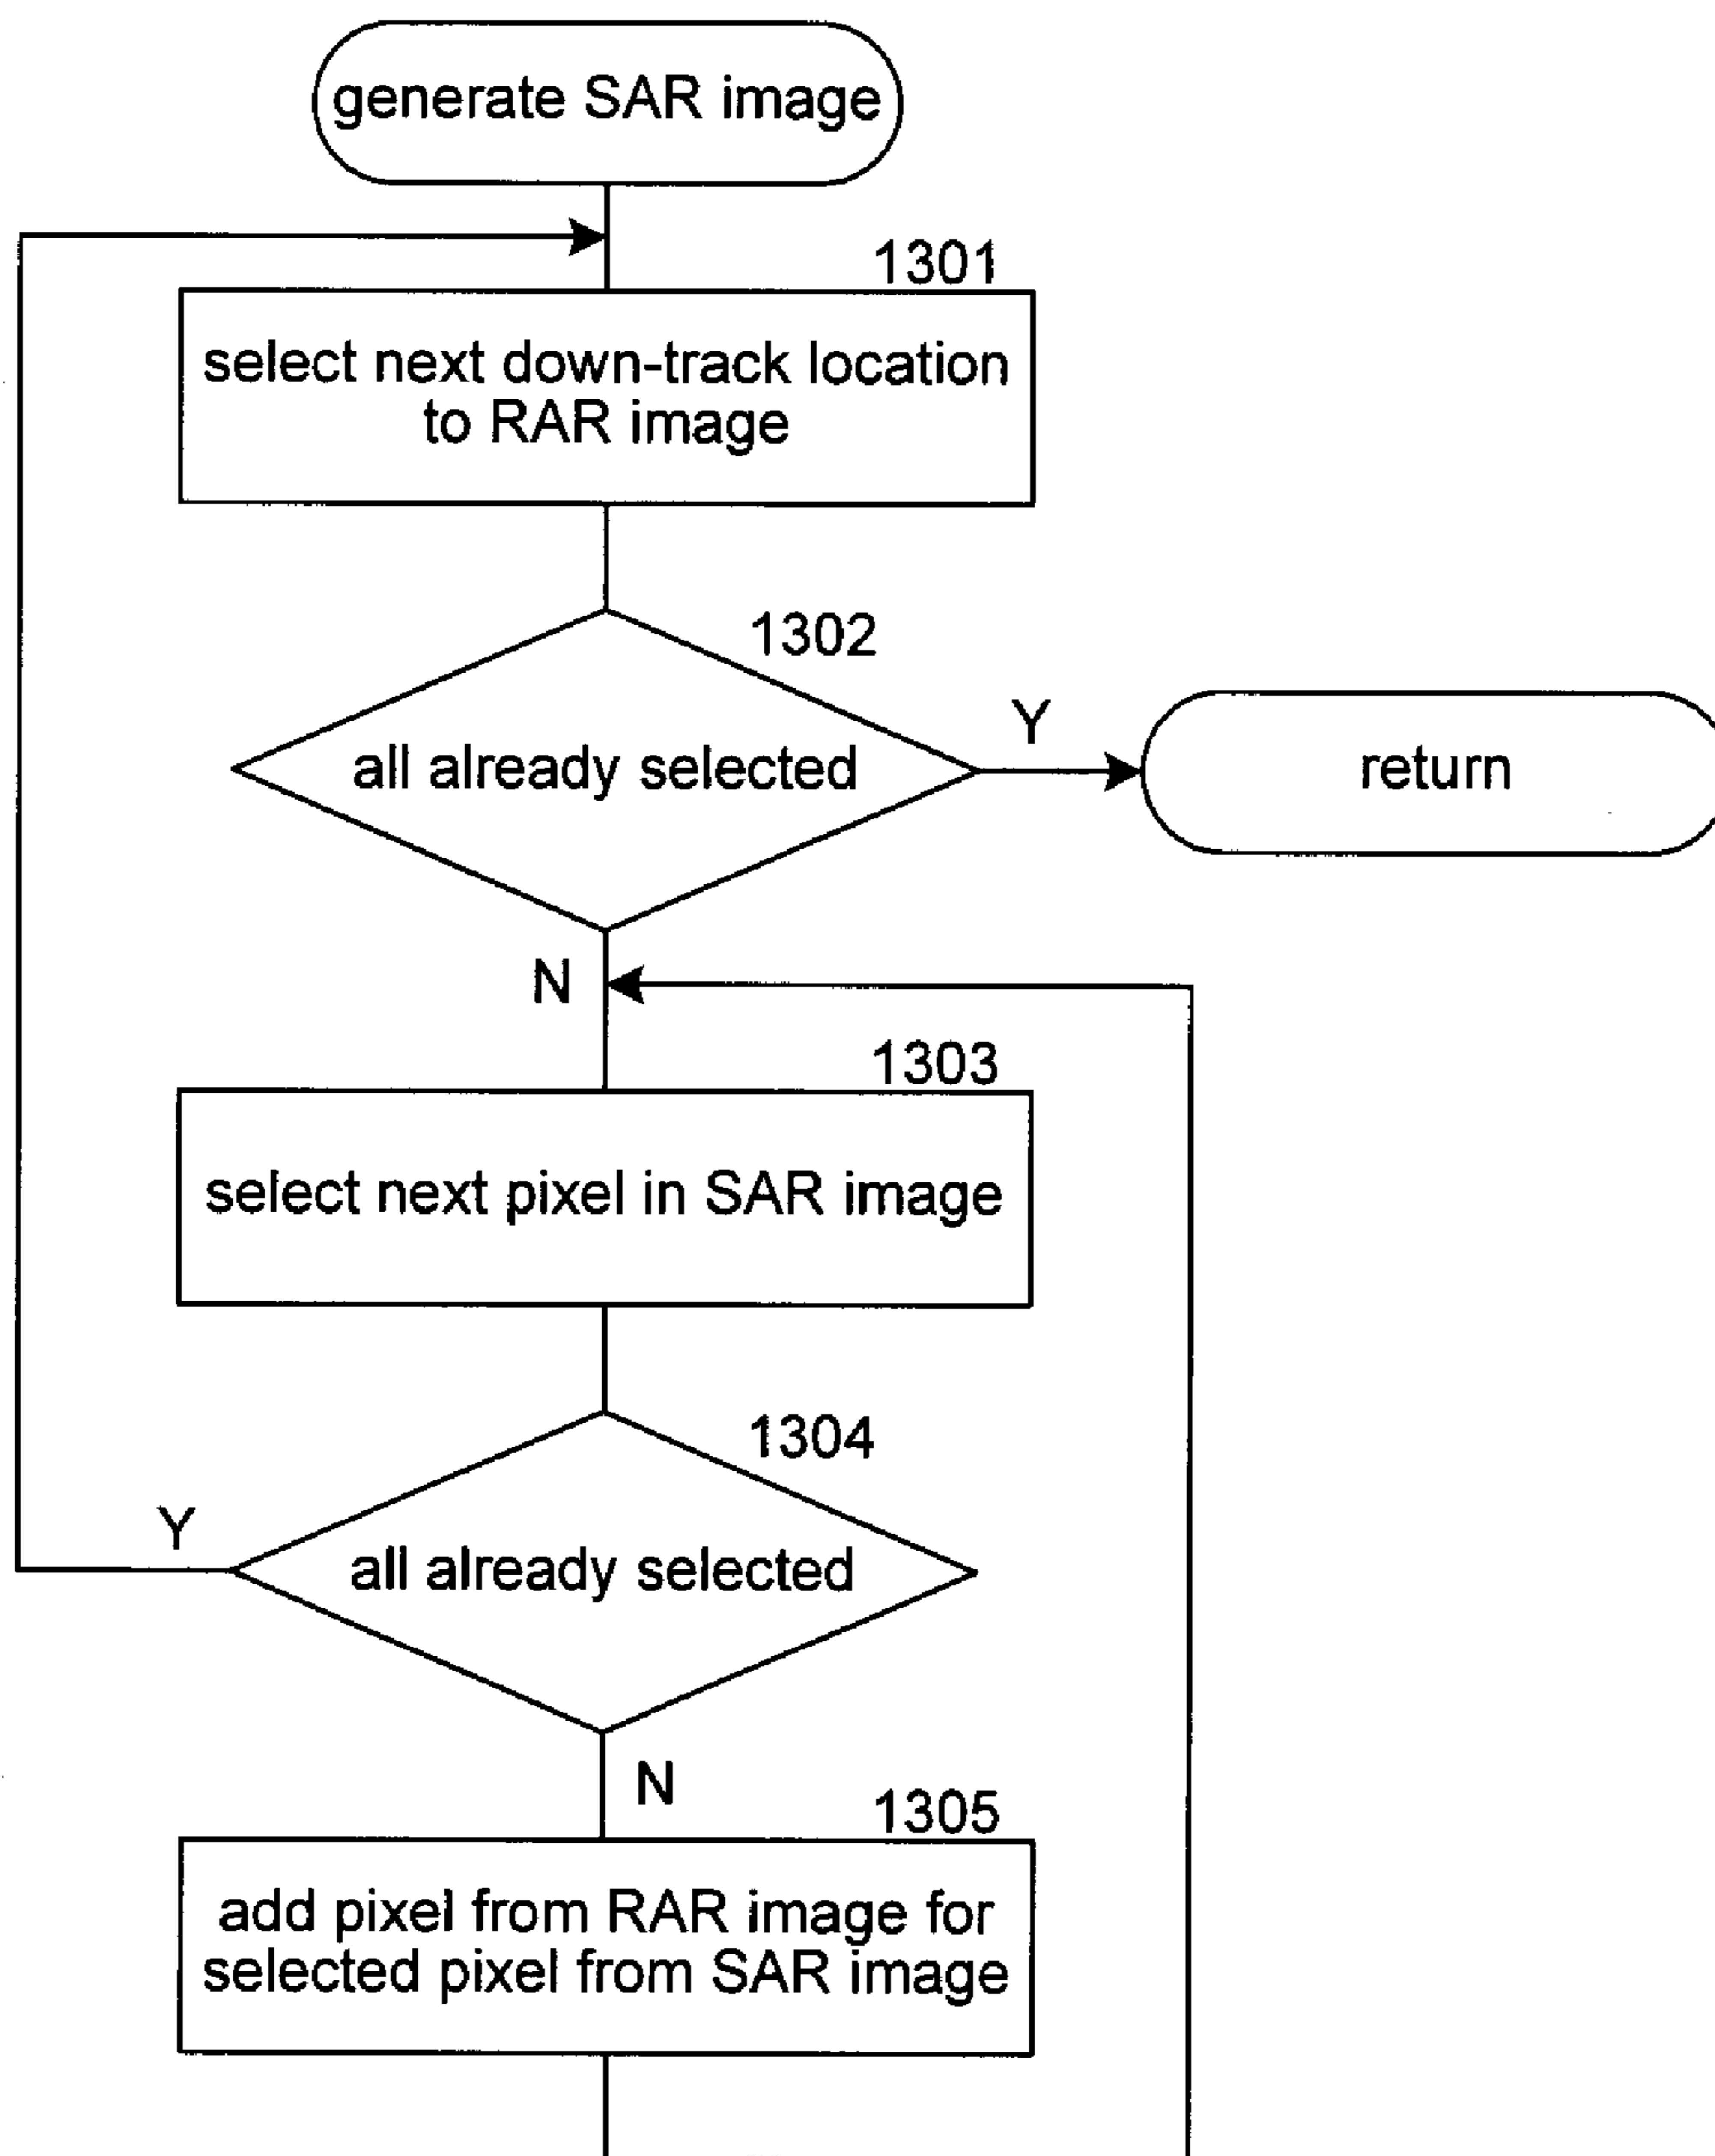 generate SAR image
1301
select next down-track location
to RAR image
1302
all already selected
Y
return
N
1303
select next pixel in SAR image
1304
Y
all already selected
N
1305
add pixel from RAR image for
selected pixel from SAR image